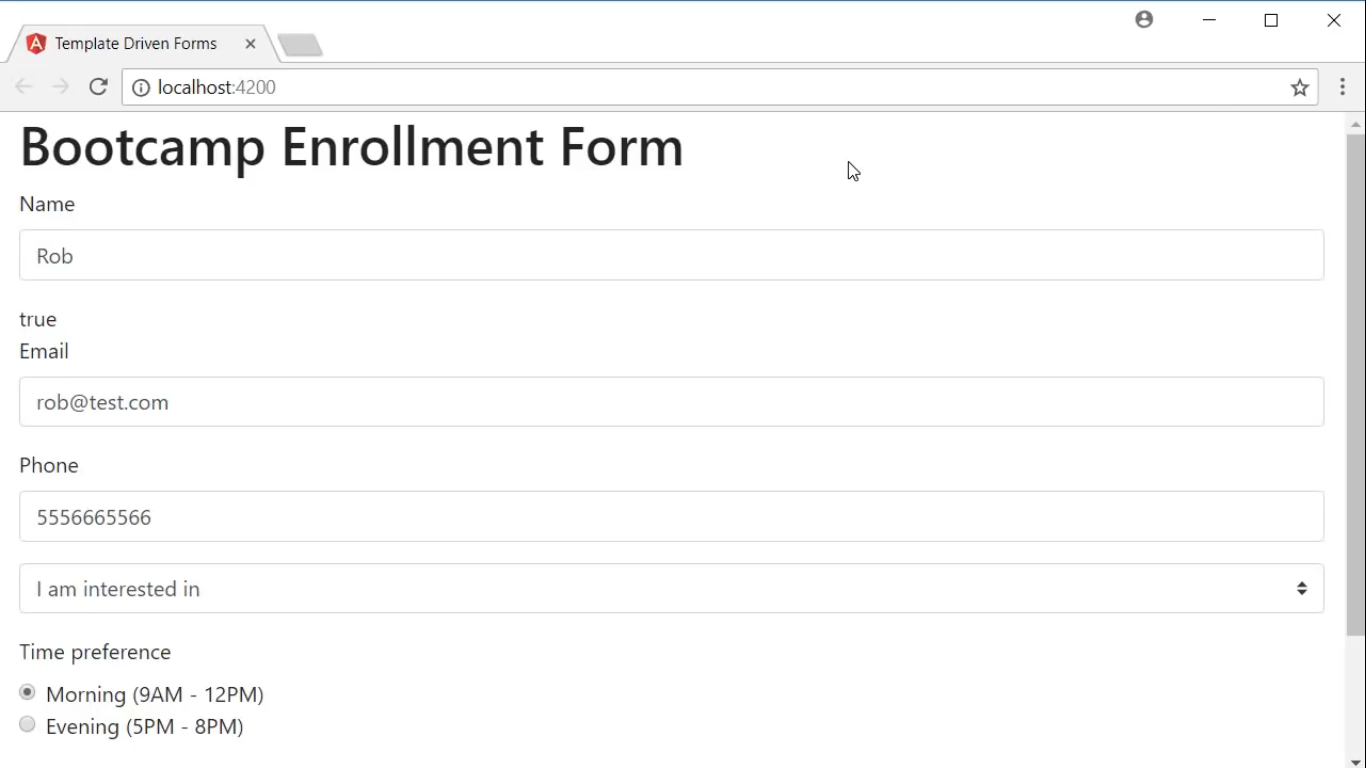 Template Driven Forms
localhost:4200
Bootcamp Enrollment Form
Name
Rob
true
Email
rob@test.com
Phone
5556665566
I am interested in
Time preference
Morning (9AM - 12PM)
Evening (5PM - 8PM)